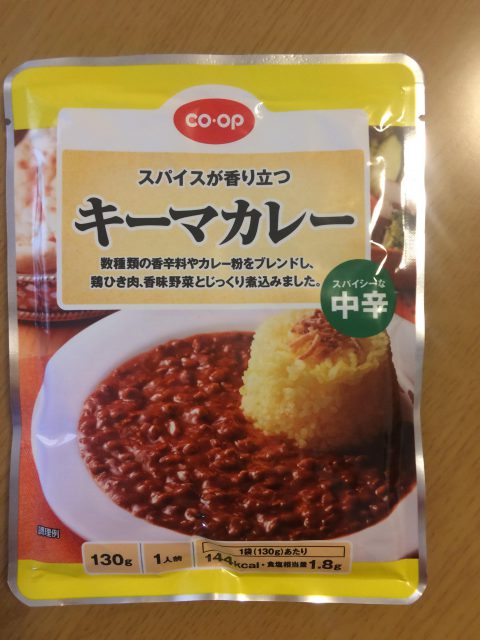 CO·OP
スパイスが香り立つ
キーマカレー
数種類の香辛料やカレー粉をブレンドし、
鶏ひき肉、香味野菜とじっくり煮込みました。
スパイシーな
中辛
調理例
130g 1人前
1袋(130g)あたり
144kcal・食塩相当量1.8g